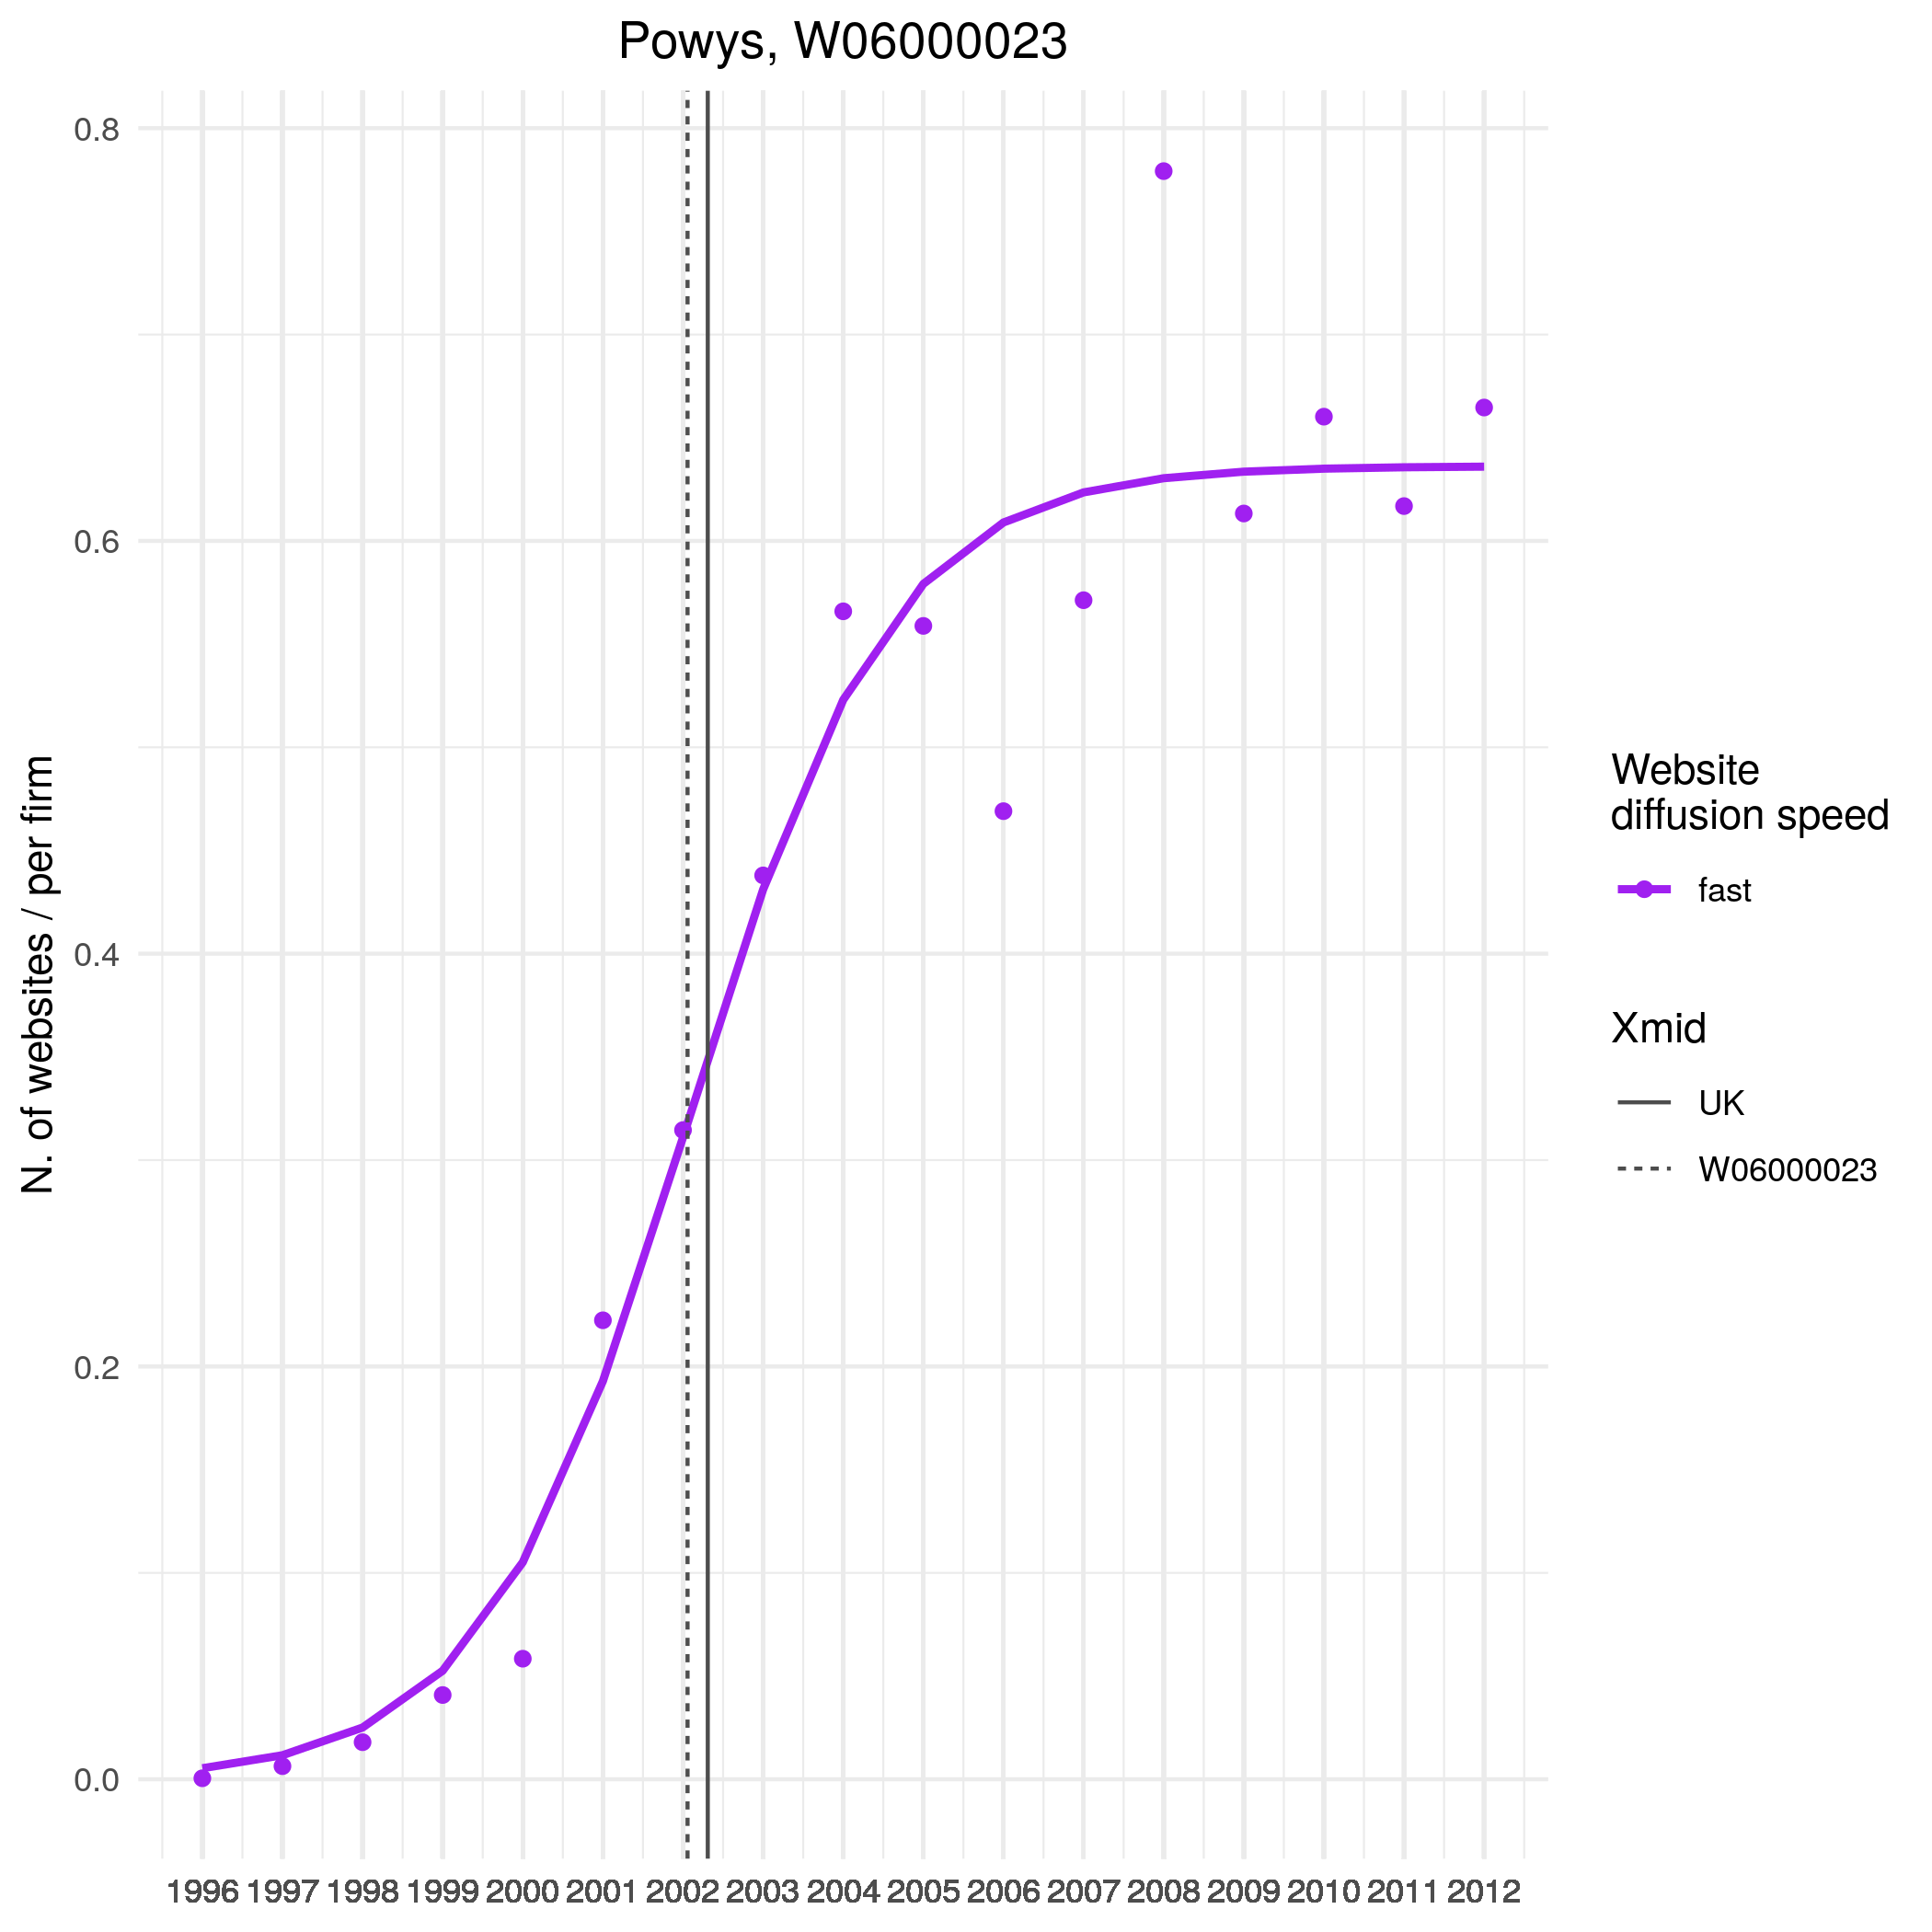 Powys, W06000023
N. of websites / per firm
0.8
0.6
0.4
0.2
0.0
1996 1997 1998 1999 2000 2001 2002 2003 2004 2005 2006 2007 2008 2009 2010 2011 2012
Website
diffusion speed
fast
Xmid
UK
W06000023